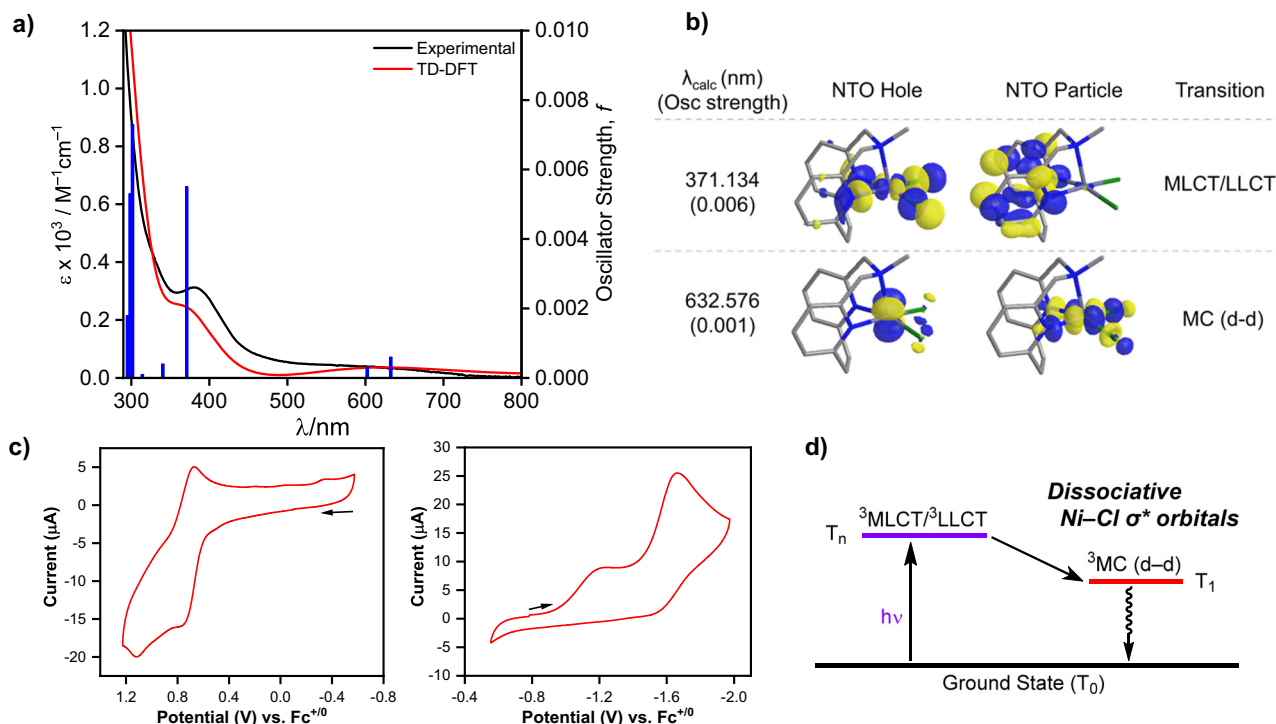 a)
1.2
1.0
0.8
0.6
0.4
0.2
0.0
ε x 10³ / M⁻¹cm⁻¹
300 400 500 600 700 800
λ/nm
0.010
0.008
0.006
0.004
0.002
0.000
Oscillator Strength, f
Experimental
TD-DFT
b)
λcalc (nm)
(Osc strength)
NTO Hole
NTO Particle
Transition
371.134
(0.006)
MLCT/LLCT
632.576
(0.001)
MC (d-d)
c)
10
5
0
-5
-10
-15
-20
Current (μA)
1.2 0.8 0.4 0.0 -0.4 -0.8
Potential (V) vs. Fc⁺/⁰
30
25
20
15
10
5
0
-5
-10
Current (μA)
-0.4 -0.8 -1.2 -1.6 -2.0
Potential (V) vs. Fc⁺/⁰
d)
Dissociative
Ni–Cl σ* orbitals
Tn
³MLCT/³LLCT
³MC (d–d)
T₁
hν
Ground State (T₀)